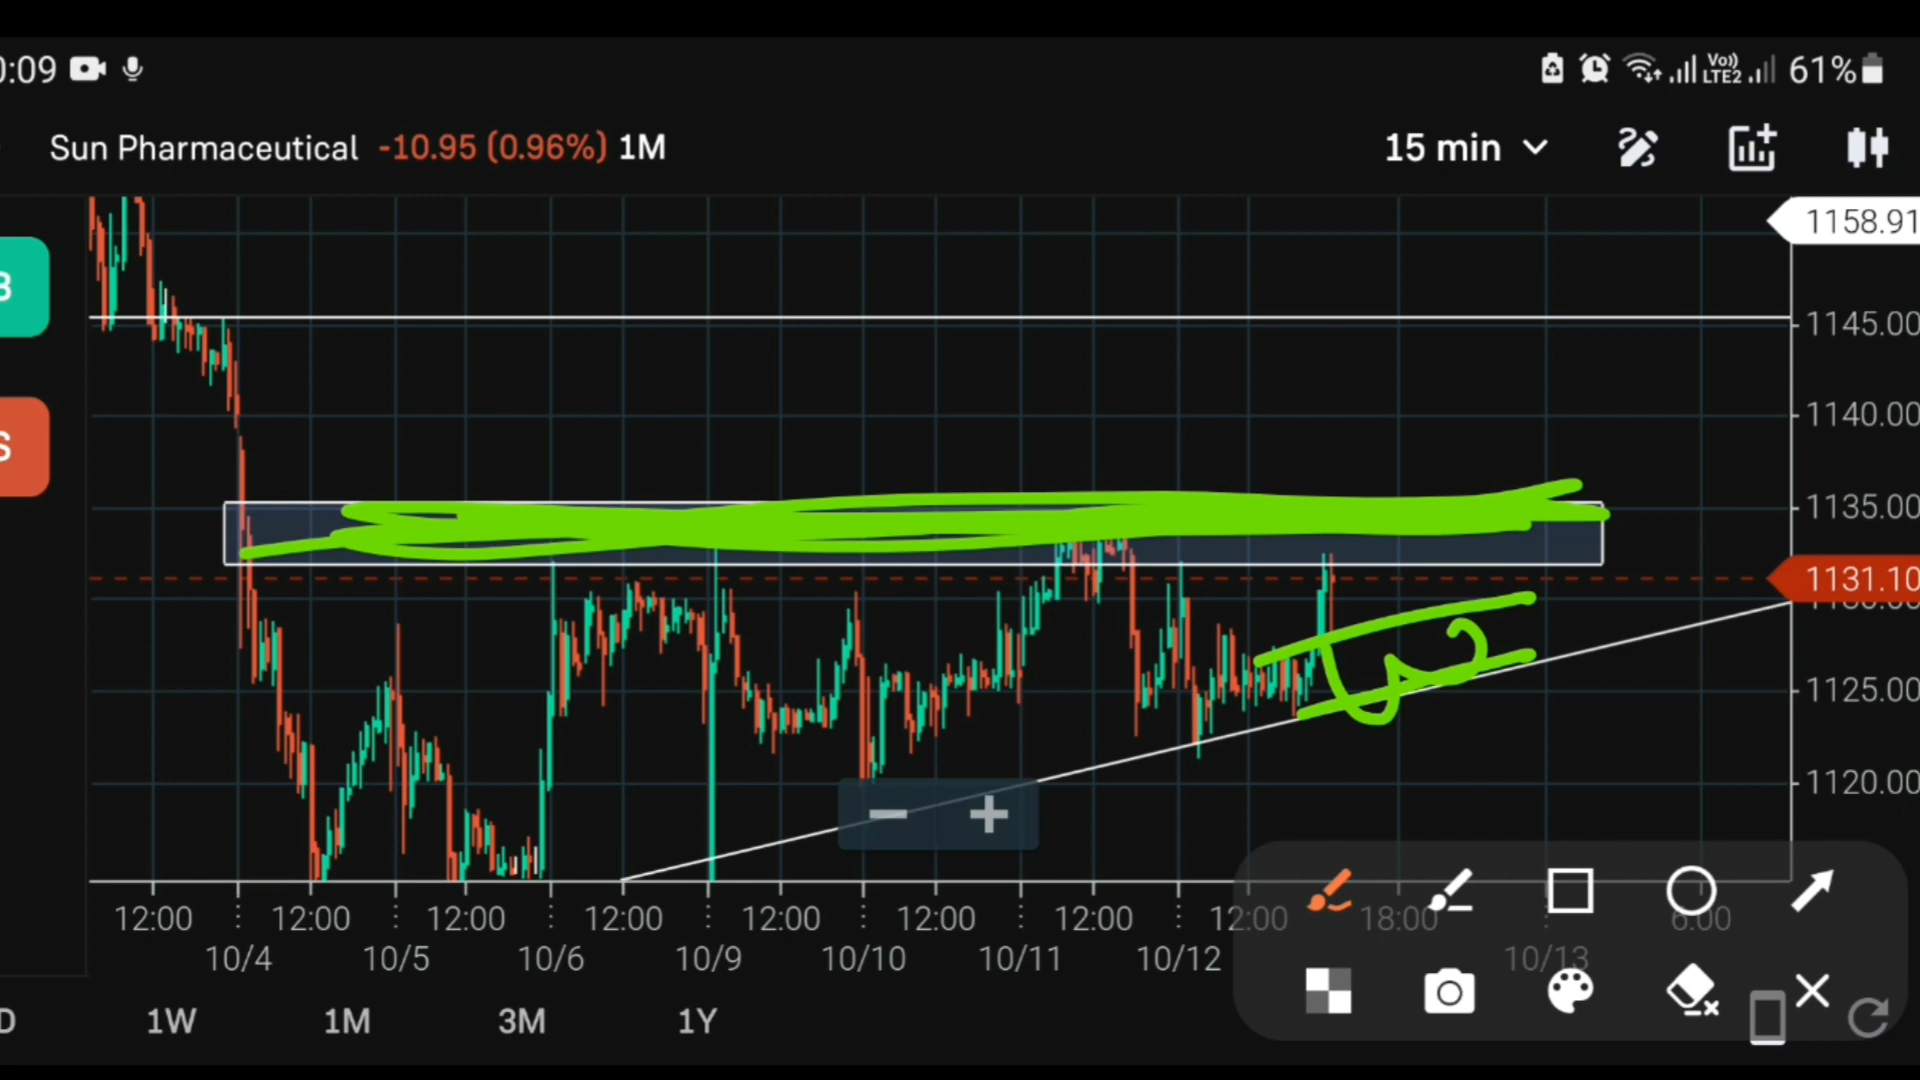 :09 61%
Sun Pharmaceutical -10.95 (0.96%) 1M 15 min
1158.91
1145.00
1140.00
1135.00
1131.10
1125.00
1120.00
12:00 12:00 12:00 12:00 12:00 12:00 12:00 12:00 18:00 6:00
10/4 10/5 10/6 10/9 10/10 10/11 10/12 10/13
1W 1M 3M 1Y